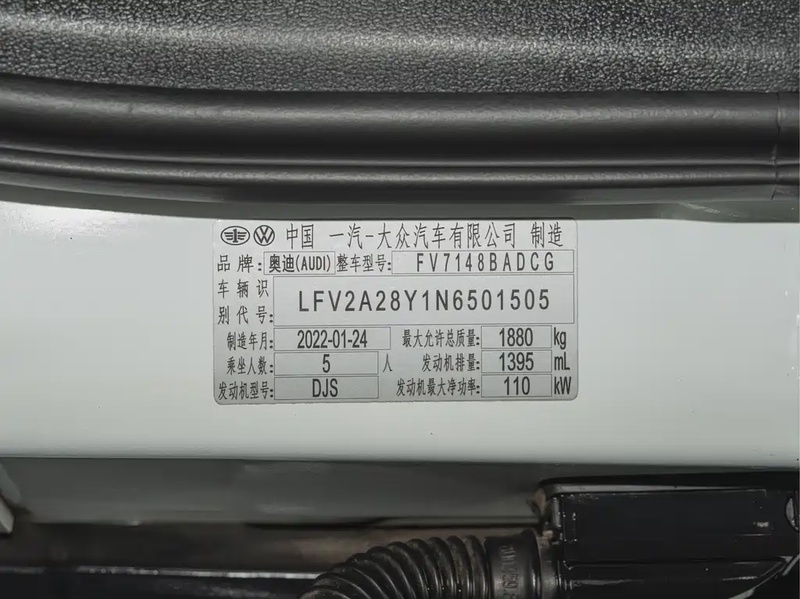 中国 一汽-大众汽车有限公司 制造
品牌: 奥迪(AUDI) 整车型号: FV7148BADCG
车辆识别代号: LFV2A28Y1N6501505
制造年月: 2022-01-24 最大允许总质量: 1880 kg
乘坐人数: 5 人 发动机排量: 1395 mL
发动机型号: DJS 发动机最大净功率: 110 kW